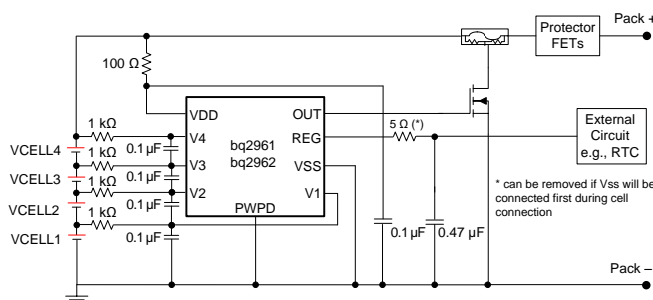 Pack +
Protector
FETs
100 Ω
VDD
OUT
1 kΩ
V4
REG
5 Ω (*)
External
Circuit
e.g., RTC
VCELL4
1 kΩ
0.1 µF
bq2961
bq2962
V3
VSS
VCELL3
1 kΩ
0.1 µF
V2
V1
* can be removed if Vss will be
connected first during cell
connection
VCELL2
1 kΩ
0.1 µF
PWPD
VCELL1
0.1 µF
0.1 µF
0.47 µF
Pack –